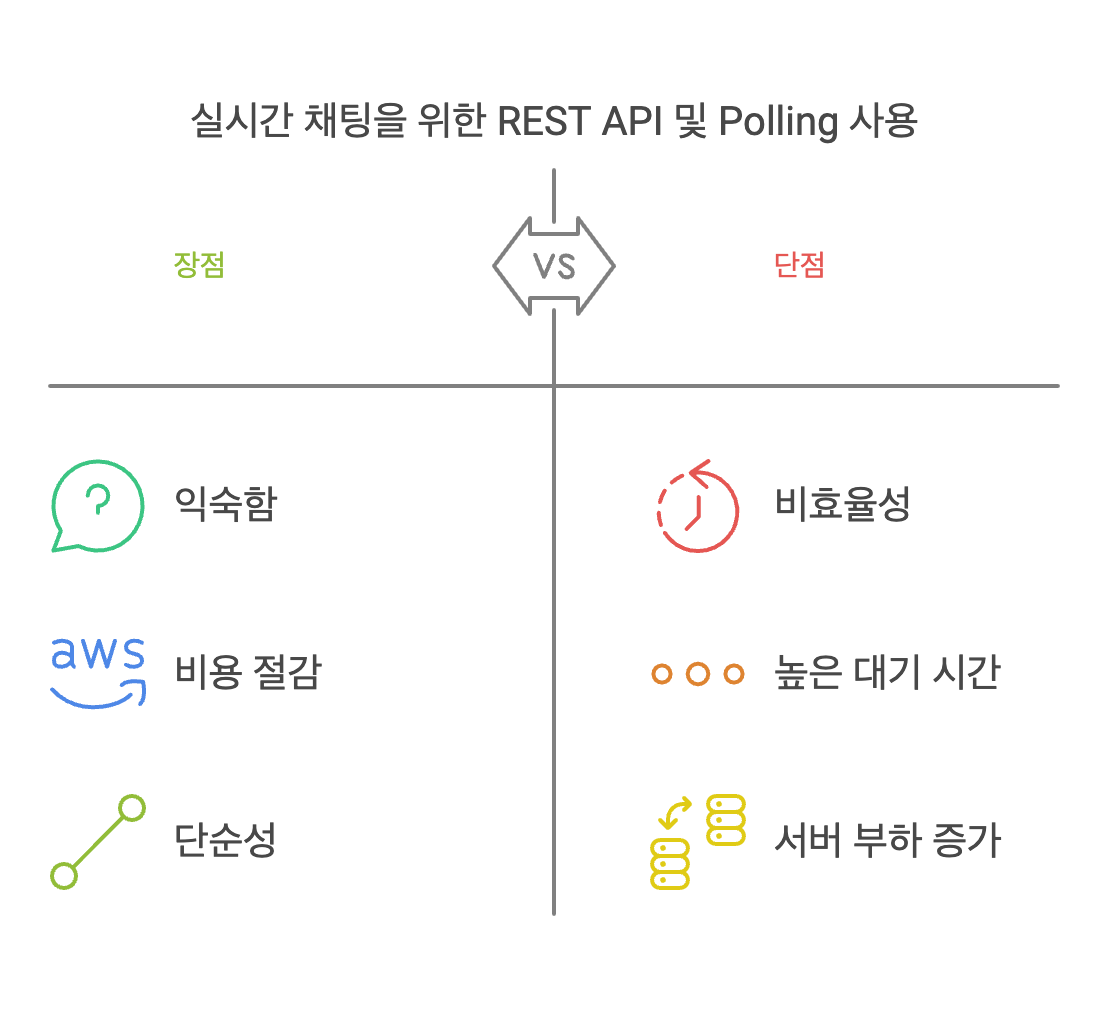 실시간 채팅을 위한 REST API 및 Polling 사용
장점
VS
단점
?
익숙함
비효율성
aws
비용 절감
높은 대기 시간
단순성
서버 부하 증가